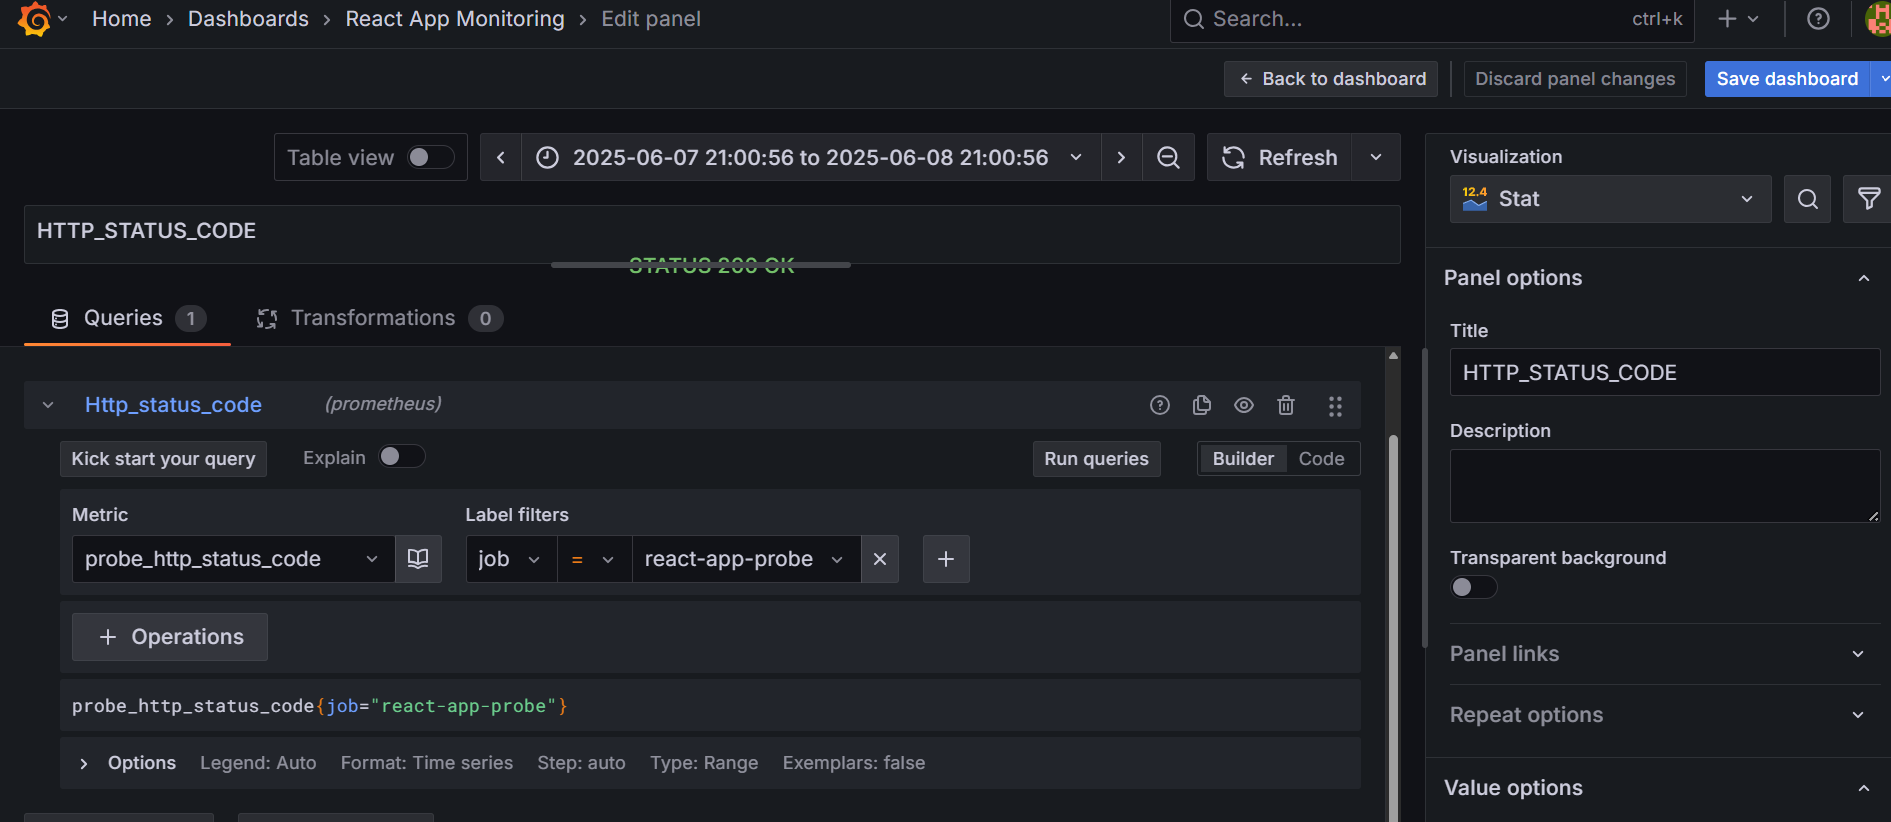 Home > Dashboards > React App Monitoring > Edit panel
Search...
ctrl+k
← Back to dashboard
Discard panel changes
Save dashboard
Table view
2025-06-07 21:00:56 to 2025-06-08 21:00:56
Refresh
HTTP_STATUS_CODE
STATUS 200 OK
Queries 1
Transformations 0
Http_status_code
(prometheus)
Kick start your query
Explain
Run queries
Builder
Code
Metric
Label filters
probe_http_status_code
job
=
react-app-probe
+ Operations
probe_http_status_code{job="react-app-probe"}
Options
Legend: Auto
Format: Time series
Step: auto
Type: Range
Exemplars: false
Visualization
12.4
Stat
Panel options
Title
HTTP_STATUS_CODE
Description
Transparent background
Panel links
Repeat options
Value options